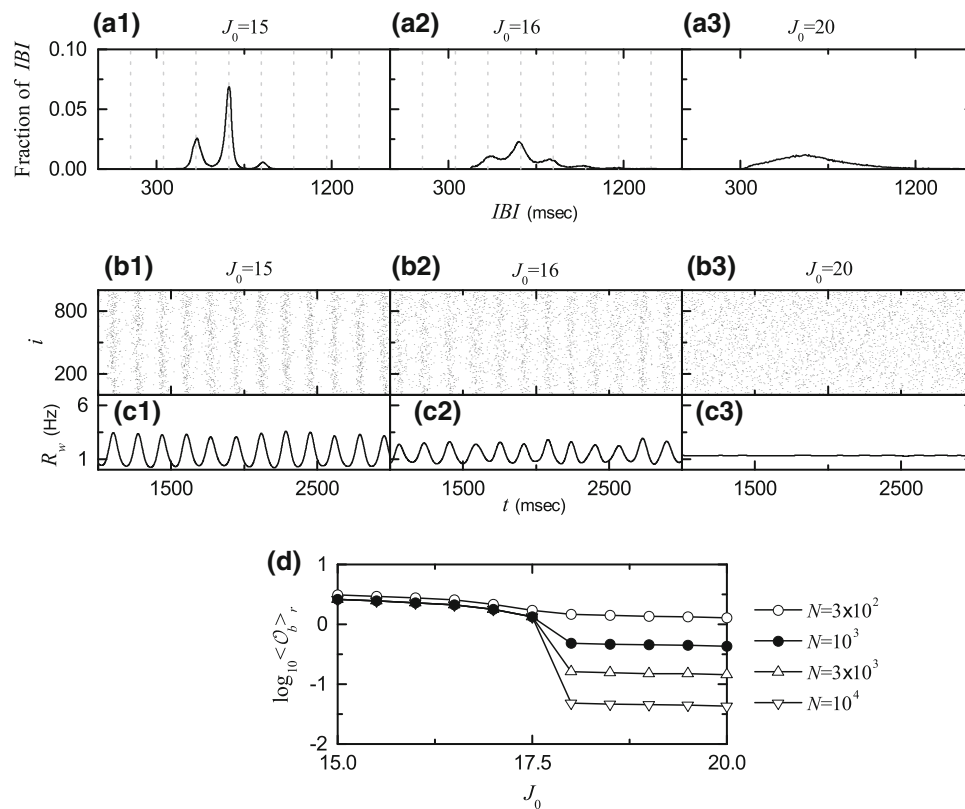 (a1) J₀=15 (a2) J₀=16 (a3) J₀=20
Fraction of IBI
0.10
0.05
0.00
300 1200 300 1200 300 1200
IBI (msec)
(b1) J₀=15 (b2) J₀=16 (b3) J₀=20
i
800
200
(c1) (c2) (c3)
R_w (Hz)
6
1
1500 2500 1500 2500 1500 2500
t (msec)
(d)
log₁₀<𝒪_b>_r
1
0
-1
-2
15.0 17.5 20.0
J₀
N=3x10²
N=10³
N=3x10³
N=10⁴